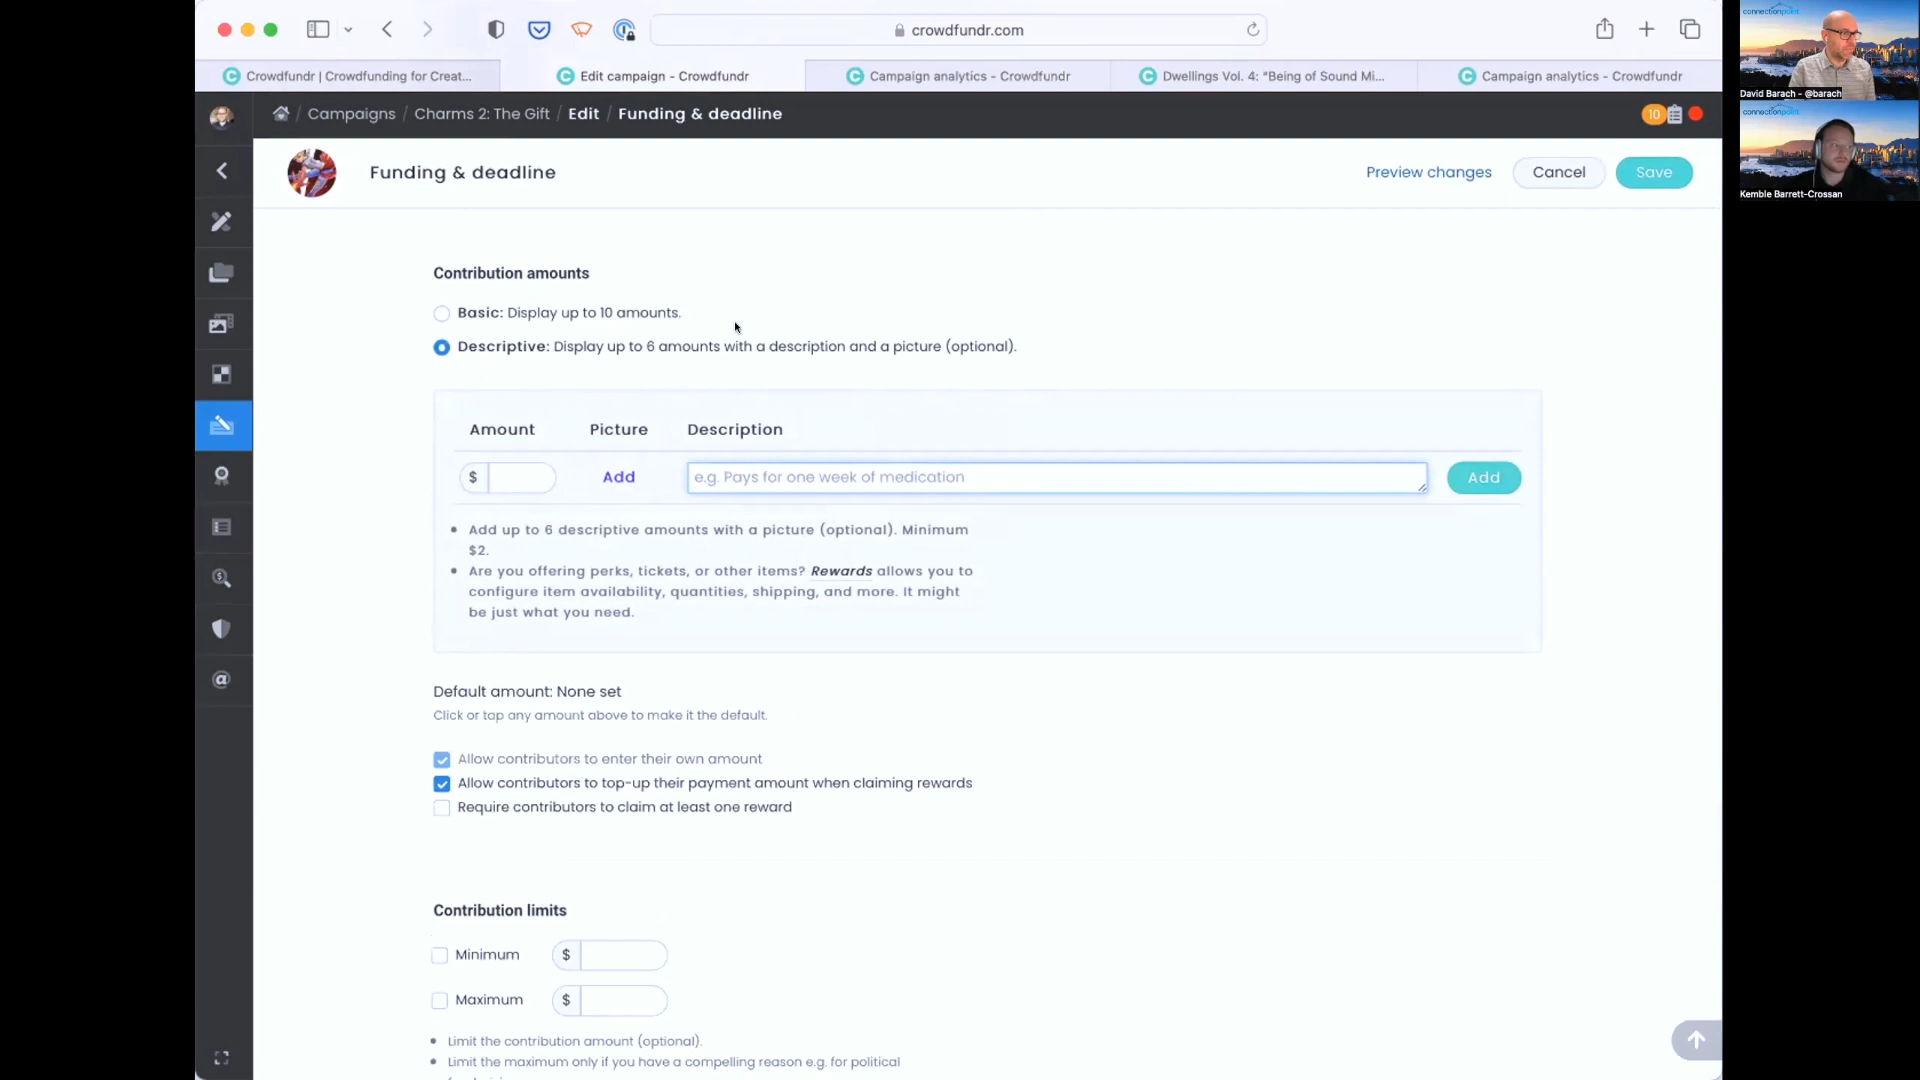 crowdfundr.com
Crowdfundr | Crowdfunding for Creat...
Edit campaign - Crowdfundr
Campaign analytics - Crowdfundr
Dwellings Vol. 4: "Being of Sound Mi...
Campaign analytics - Crowdfundr
connectionpoint
David Barach - @barach
connectionpoint
Kemble Barrett-Crossan
/ Campaigns / Charms 2: The Gift / Edit / Funding & deadline
10
Funding & deadline
Preview changes
Cancel
Save
Contribution amounts
Basic: Display up to 10 amounts.
Descriptive: Display up to 6 amounts with a description and a picture (optional).
Amount Picture Description
$ Add e.g. Pays for one week of medication Add
• Add up to 6 descriptive amounts with a picture (optional). Minimum
$2.
• Are you offering perks, tickets, or other items? Rewards allows you to
configure item availability, quantities, shipping, and more. It might
be just what you need.
Default amount: None set
Click or tap any amount above to make it the default.
Allow contributors to enter their own amount
Allow contributors to top-up their payment amount when claiming rewards
Require contributors to claim at least one reward
Contribution limits
Minimum $
Maximum $
• Limit the contribution amount (optional).
• Limit the maximum only if you have a compelling reason e.g. for political